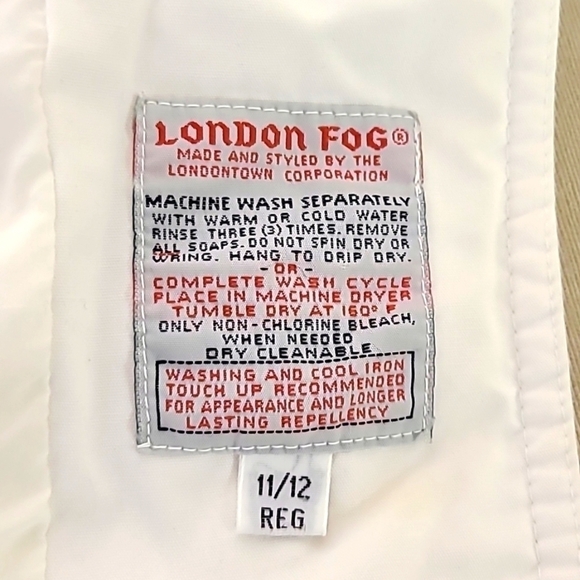 LONDON FOG®
MADE AND STYLED BY THE
LONDONTOWN CORPORATION
MACHINE WASH SEPARATELY
WITH WARM OR COLD WATER
RINSE THREE (3) TIMES. REMOVE
ALL SOAPS. DO NOT SPIN DRY OR
WRING. HANG TO DRIP DRY.
- OR -
COMPLETE WASH CYCLE
PLACE IN MACHINE DRYER
TUMBLE DRY AT 160° F
ONLY NON-CHLORINE BLEACH,
WHEN NEEDED
DRY CLEANABLE
WASHING AND COOL IRON
TOUCH UP RECOMMENDED
FOR APPEARANCE AND LONGER
LASTING REPELLENCY
11/12
REG